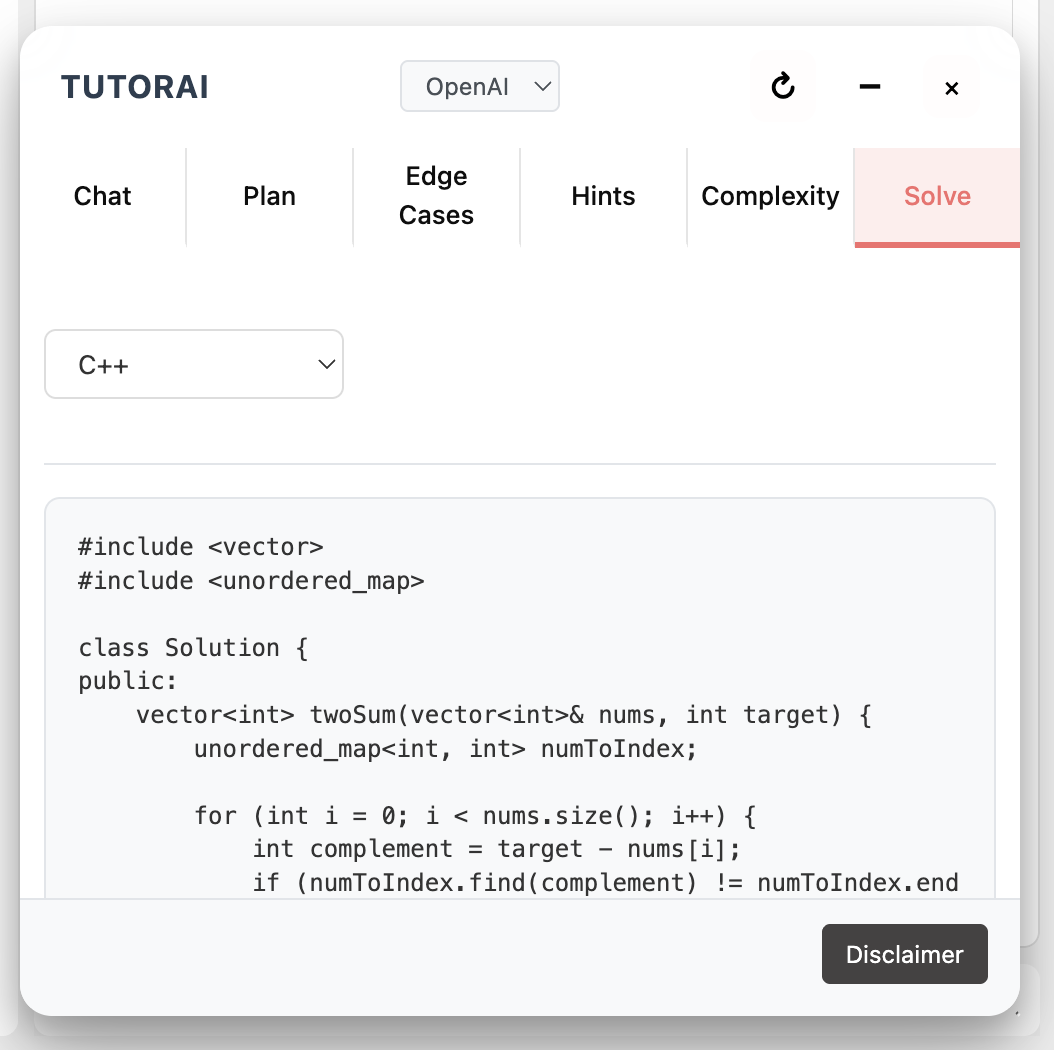 TUTORAI
OpenAI
Chat
Plan
Edge
Cases
Hints
Complexity
Solve
C++
#include <vector>
#include <unordered_map>
class Solution {
public:
    vector<int> twoSum(vector<int>& nums, int target) {
        unordered_map<int, int> numToIndex;
        for (int i = 0; i < nums.size(); i++) {
            int complement = target - nums[i];
            if (numToIndex.find(complement) != numToIndex.end
Disclaimer